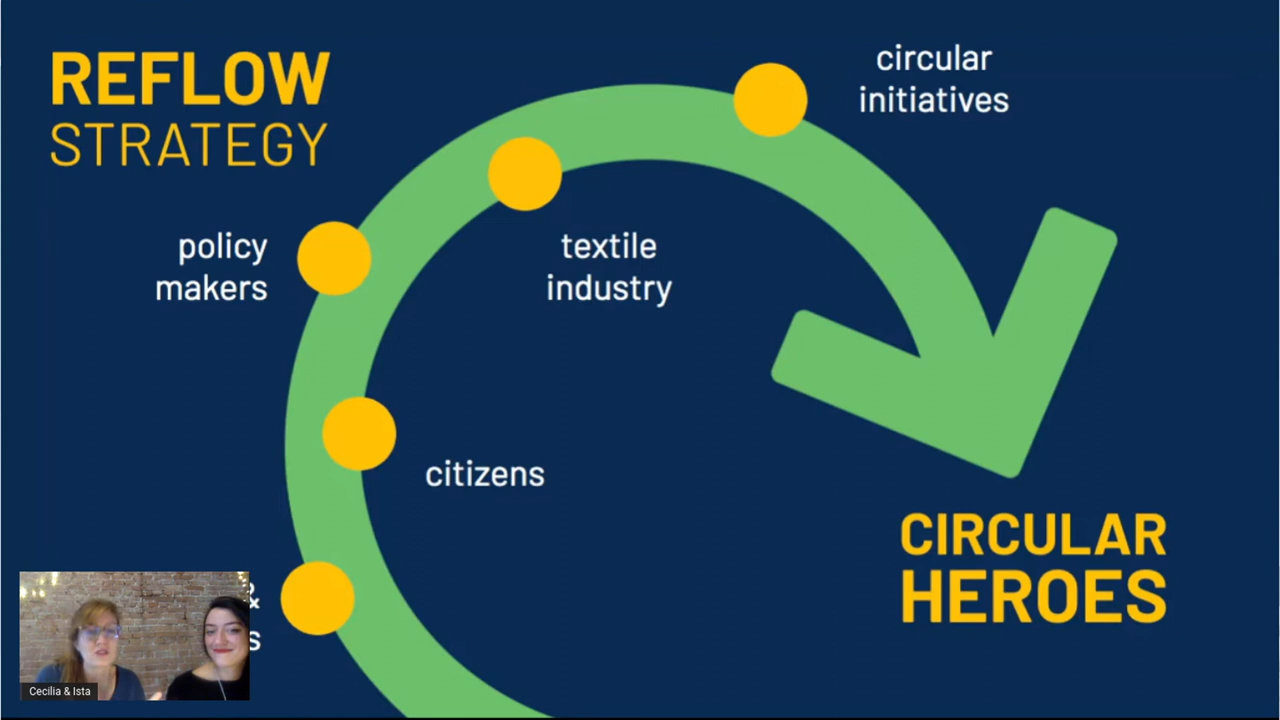 REFLOW
STRATEGY
circular
initiatives
policy
makers
textile
industry
citizens
&
s
CIRCULAR
HEROES
Cecilia & Ista